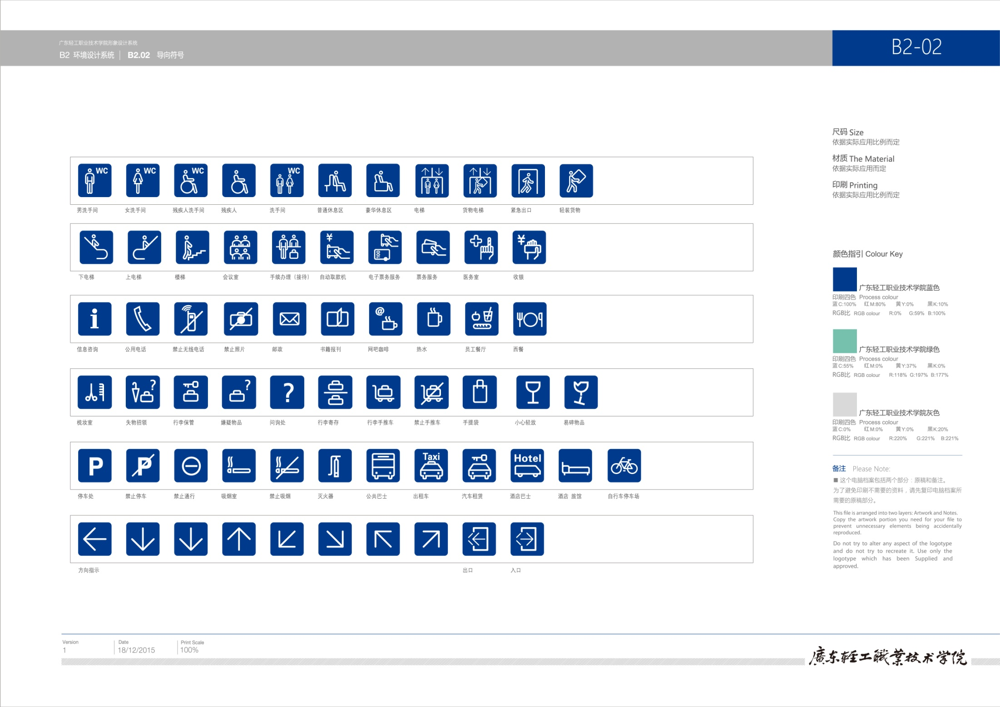 广东轻工职业技术学院形象设计系统
B2 环境设计系统 | B2.02 导向符号
B2-02
WC WC WC WC
男洗手间 女洗手间 残疾人洗手间 残疾人 洗手间 普通休息区 豪华休息区 电梯 货物电梯 紧急出口 轻装货物
¥ 100 ¥
下电梯 上电梯 楼梯 会议室 手续办理（接待） 自动取款机 电子票务服务 票务服务 医务室 收银
i @
信息咨询 公用电话 禁止无线电话 禁止照片 邮政 书籍报刊 网吧咖啡 热水 员工餐厅 西餐
? ? ?
梳妆室 失物招领 行李保管 嫌疑物品 问询处 行李寄存 行李手推车 禁止手推车 手提袋 小心轻放 易碎物品
P P Taxi Hotel
停车处 禁止停车 禁止通行 吸烟室 禁止吸烟 灭火器 公共巴士 出租车 汽车租赁 酒店巴士 酒店 旅馆 自行车停车场
方向指示 出口 入口
尺码 Size
依据实际应用比例而定
材质 The Material
依据实际应用而定
印刷 Printing
依据实际应用比例而定
颜色指引 Colour Key
广东轻工职业技术学院蓝色
印刷四色 Process colour
蓝C:100% 红M:80% 黄Y:0% 黑K:10%
RGB比 RGB colour R:0% G:59% B:100%
广东轻工职业技术学院绿色
印刷四色 Process colour
蓝C:55% 红M:0% 黄Y:37% 黑K:0%
RGB比 RGB colour R:118% G:197% B:177%
广东轻工职业技术学院灰色
印刷四色 Process colour
蓝C:0% 红M:0% 黄Y:0% 黑K:20%
RGB比 RGB colour R:220% G:221% B:221%
备注 Please Note:
■ 这个电脑档案包括两个部分：原稿和备注。
为了避免印刷不需要的资料，请先复印电脑档案所
需要的原稿部分。
This file is arranged into two layers: Artwork and Notes.
Copy the artwork portion you need for your file to
prevent unnecessary elements being accidentally
reproduced.
Do not try to alter any aspect of the logotype
and do not try to recreate it. Use only the
logotype which has been Supplied and
approved.
Version
1
Date
18/12/2015
Print Scale
100%
廣东轻工職業技术学院